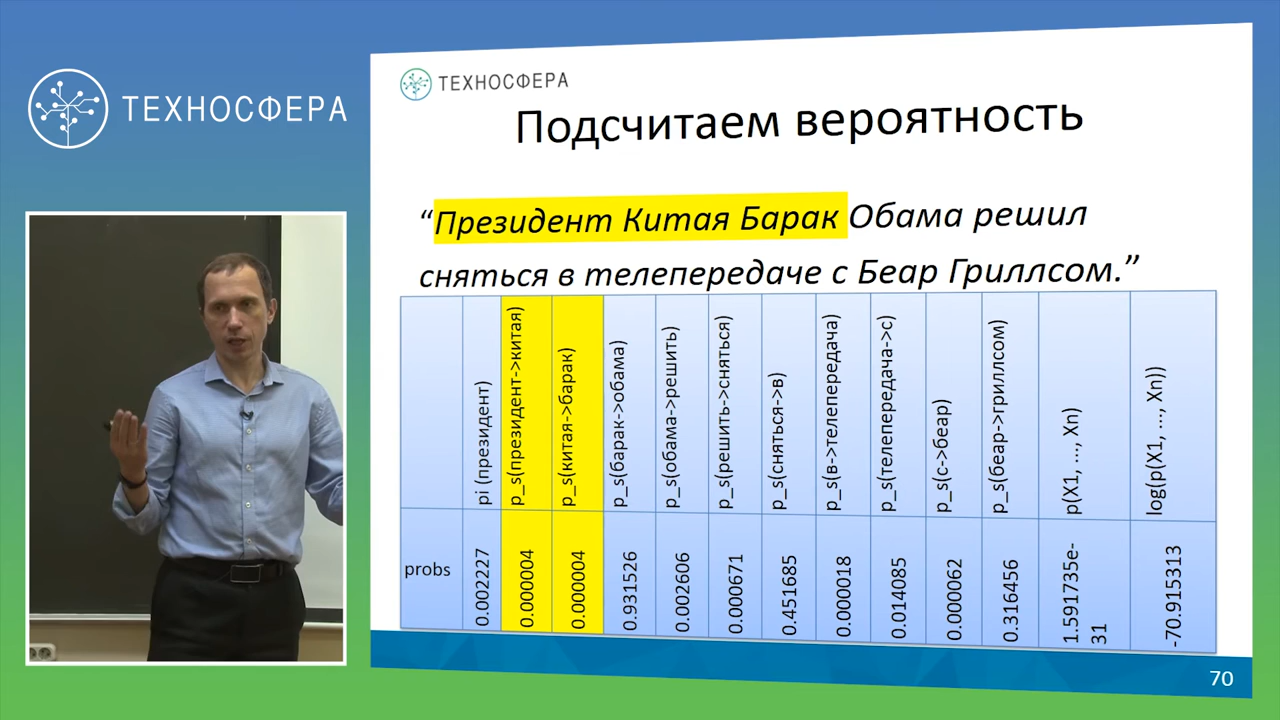 ТЕХНОСФЕРА
ТЕХНОСФЕРА
Подсчитаем вероятность
“Президент Китая Барак Обама решил
сняться в телепередаче с Беар Гриллсом.”
pi (президент)
p_s(президент->китая)
p_s(китая->барак)
p_s(барак->обама)
p_s(обама->решить)
p_s(решить->сняться)
p_s(сняться->в)
p_s(в->телепередача)
p_s(телепередача->с)
p_s(с->беар)
p_s(беар->гриллсом)
p(X1, ..., Xn)
log(p(X1, ..., Xn))
probs
0.002227
0.000004
0.000004
0.931526
0.002606
0.000671
0.451685
0.000018
0.014085
0.000062
0.316456
1.591735e-
31
-70.915313
70